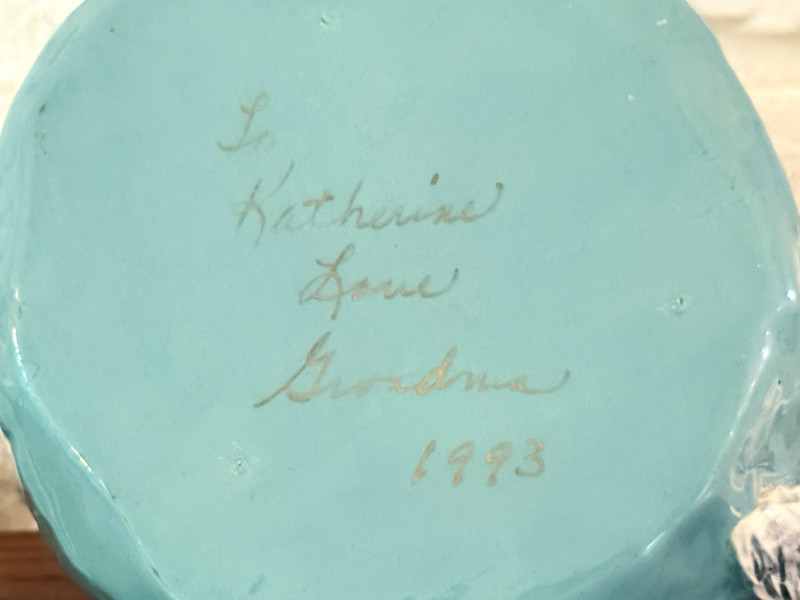 To
Katherine
Love
Grandma
1993